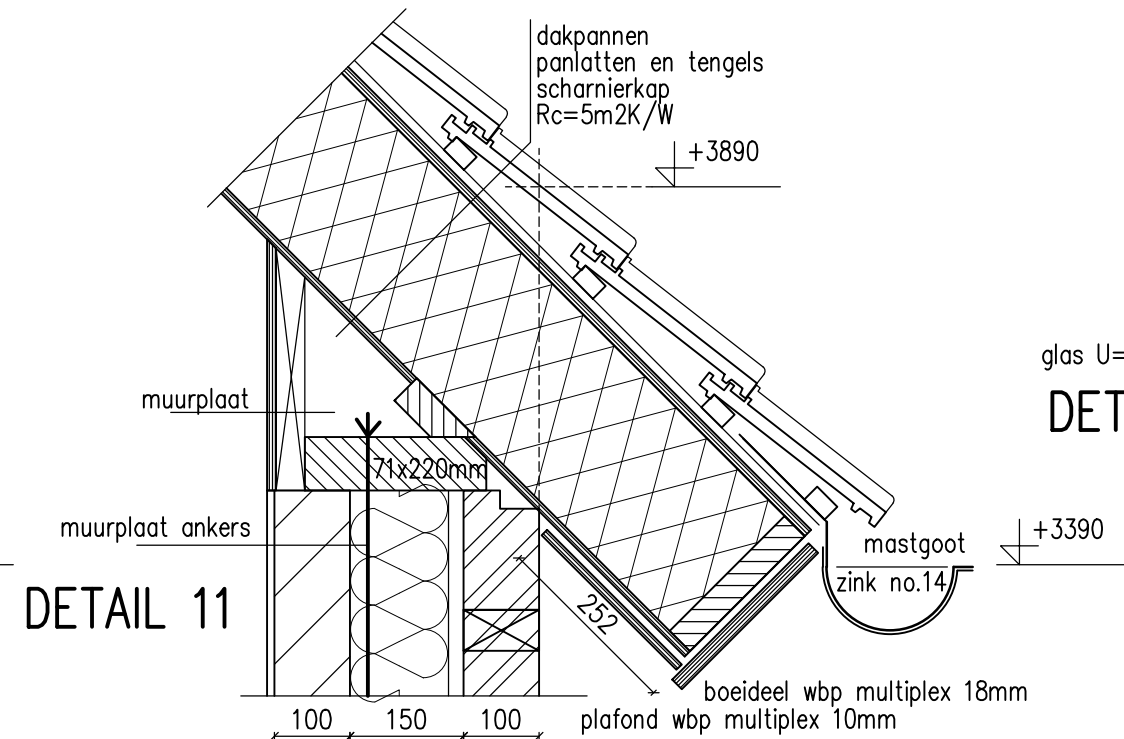 dakpannen
panlatten en tengels
scharnierkap
Rc=5m2K/W
+3890
glas U=
DET
muurplaat
71x220mm
muurplaat ankers
mastgoot
+3390
zink no.14
DETAIL 11
252
boeideel wbp multiplex 18mm
plafond wbp multiplex 10mm
100 150 100